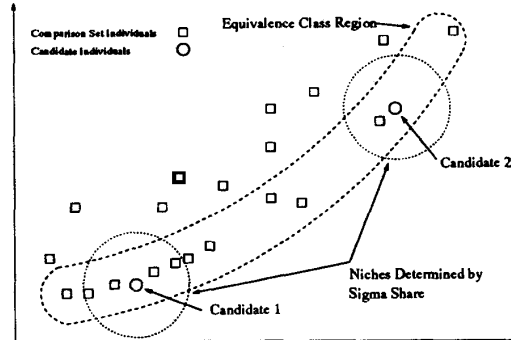 Equivalence Class Region
Comparison Set Individuals
Candidate Individuals
Candidate 2
Niches Determined by
Sigma Share
Candidate 1